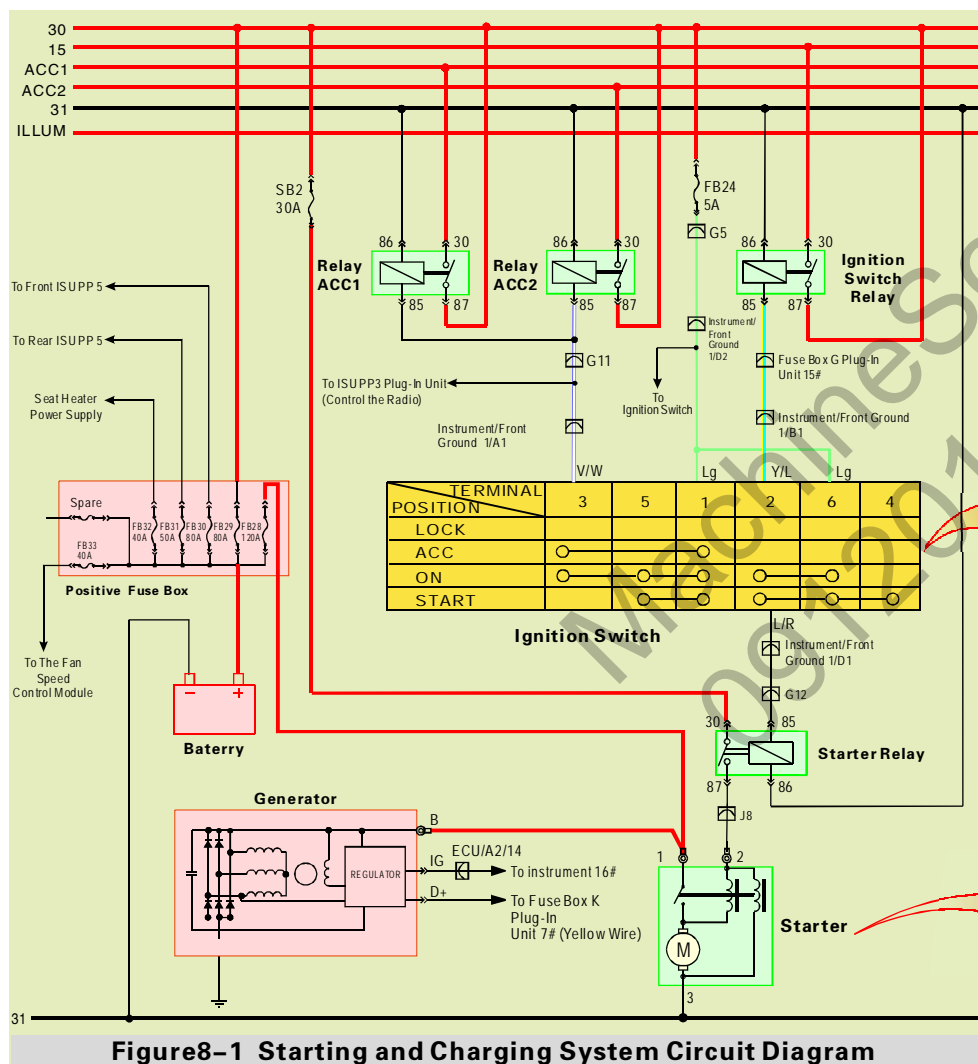 30
15
ACC1
ACC2
31
ILLUM
SB2
30A
FB24
5A
G5
86 30
Relay
ACC1
85 87
86 30
Relay
ACC2
85 87
86 30
Ignition
Switch
Relay
85 87
To Front ISUPP 5
To Rear ISUPP 5
Seat Heater
Power Supply
Instrument/
Front
Ground
1/D2
G11
Fuse Box G Plug-In
Unit 15#
To ISUPP3 Plug-In Unit
(Control the Radio)
To
Ignition Switch
Instrument/Front
Ground 1/A1
Instrument/Front Ground
1/B1
V/W Lg Y/L Lg
TERMINAL
POSITION
3 5 1 2 6 4
LOCK
ACC
ON
START
Ignition Switch
Spare
FB33
40A
FB32
40A
FB31
50A
FB30
80A
FB29
80A
FB28
120A
Positive Fuse Box
To The Fan
Speed
Control Module
− +
Baterry
L/R
Instrument/Front
Ground 1/D1
G12
30 85
Starter Relay
87 86
J8
Generator
B
REGULATOR
IG
ECU/A2/14
To instrument 16#
D+
To Fuse Box K
Plug-In
Unit 7# (Yellow Wire)
1 2
M
Starter
3
31
Figure8–1 Starting and Charging System Circuit Diagram
MachineSe
091201